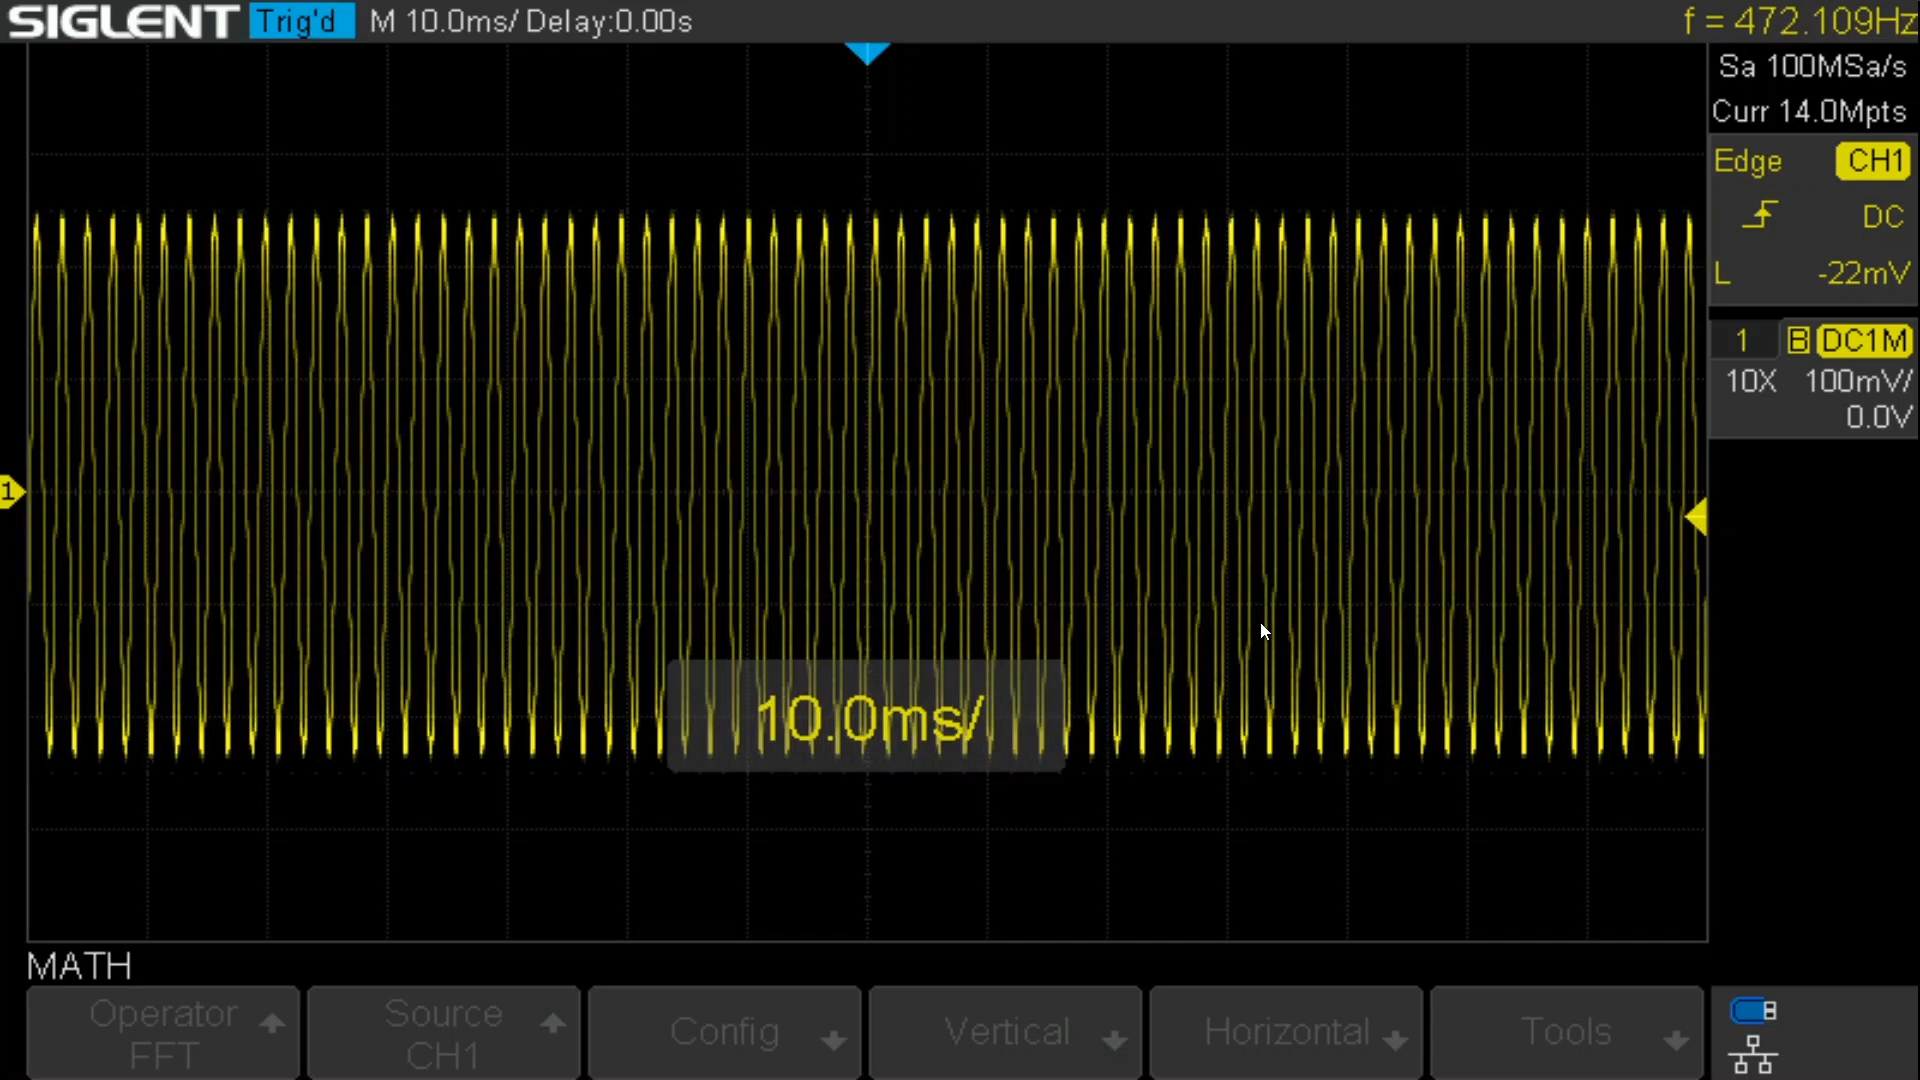 SIGLENT Trig'd M 10.0ms/ Delay:0.00s f = 472.109Hz
Sa 100MSa/s
Curr 14.0Mpts
Edge CH1
DC
L -22mV
1 B DC1M
10X 100mV/
0.0V
1
10.0ms/
MATH
Operator
FFT
Source
CH1
Config
Vertical
Horizontal
Tools